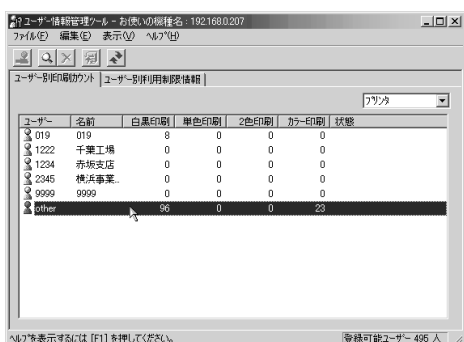 ユーザー情報管理ツール - お使いの機種名 : 192.168.0.207
ファイル(F) 編集(E) 表示(V) ヘルプ(H)
ユーザー別印刷カウント ユーザー別利用制限情報
プリンタ
ユーザー 名前 白黒印刷 単色印刷 2色印刷 カラー印刷 状態
019 019 8 0 0 0
1222 千葉工場 0 0 0 0
1234 赤坂支店 0 0 0 0
2345 横浜事業... 0 0 0 0
9999 9999 0 0 0 0
other 96 0 0 23
ヘルプを表示するには [F1] を押してください。 登録可能ユーザー 495 人